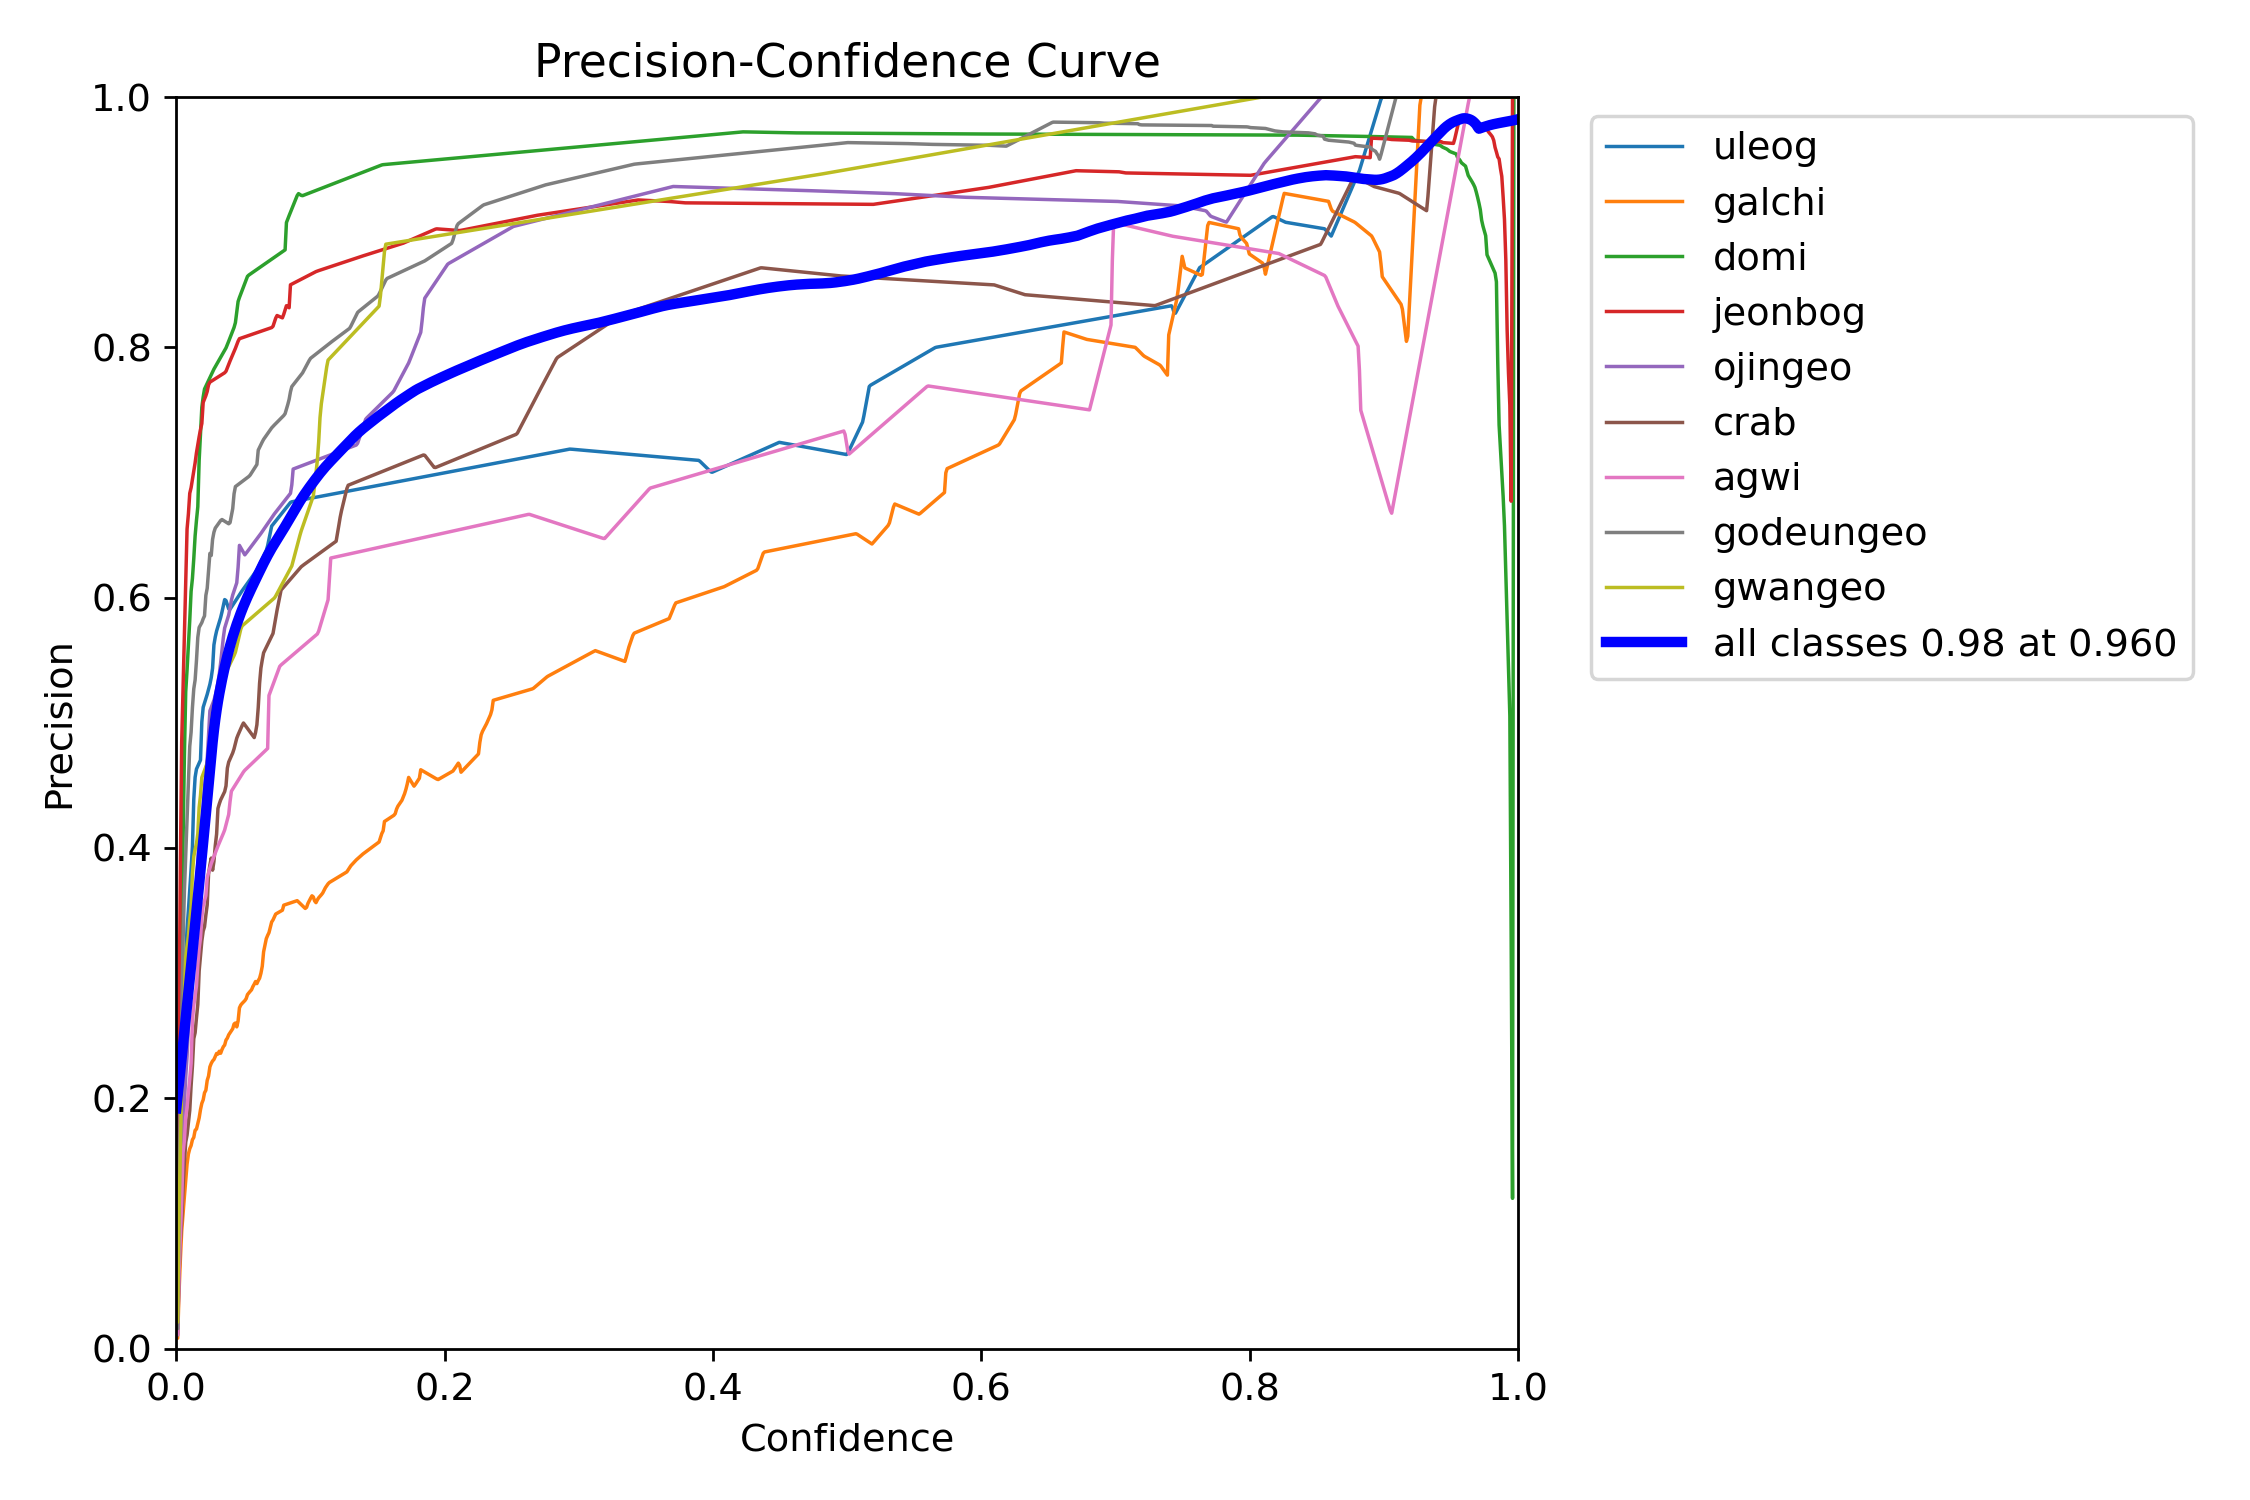 Precision-Confidence Curve
1.0
0.8
0.6
0.4
0.2
0.0
Precision
0.0 0.2 0.4 0.6 0.8 1.0
Confidence
uleog
galchi
domi
jeonbog
ojingeo
crab
agwi
godeungeo
gwangeo
all classes 0.98 at 0.960